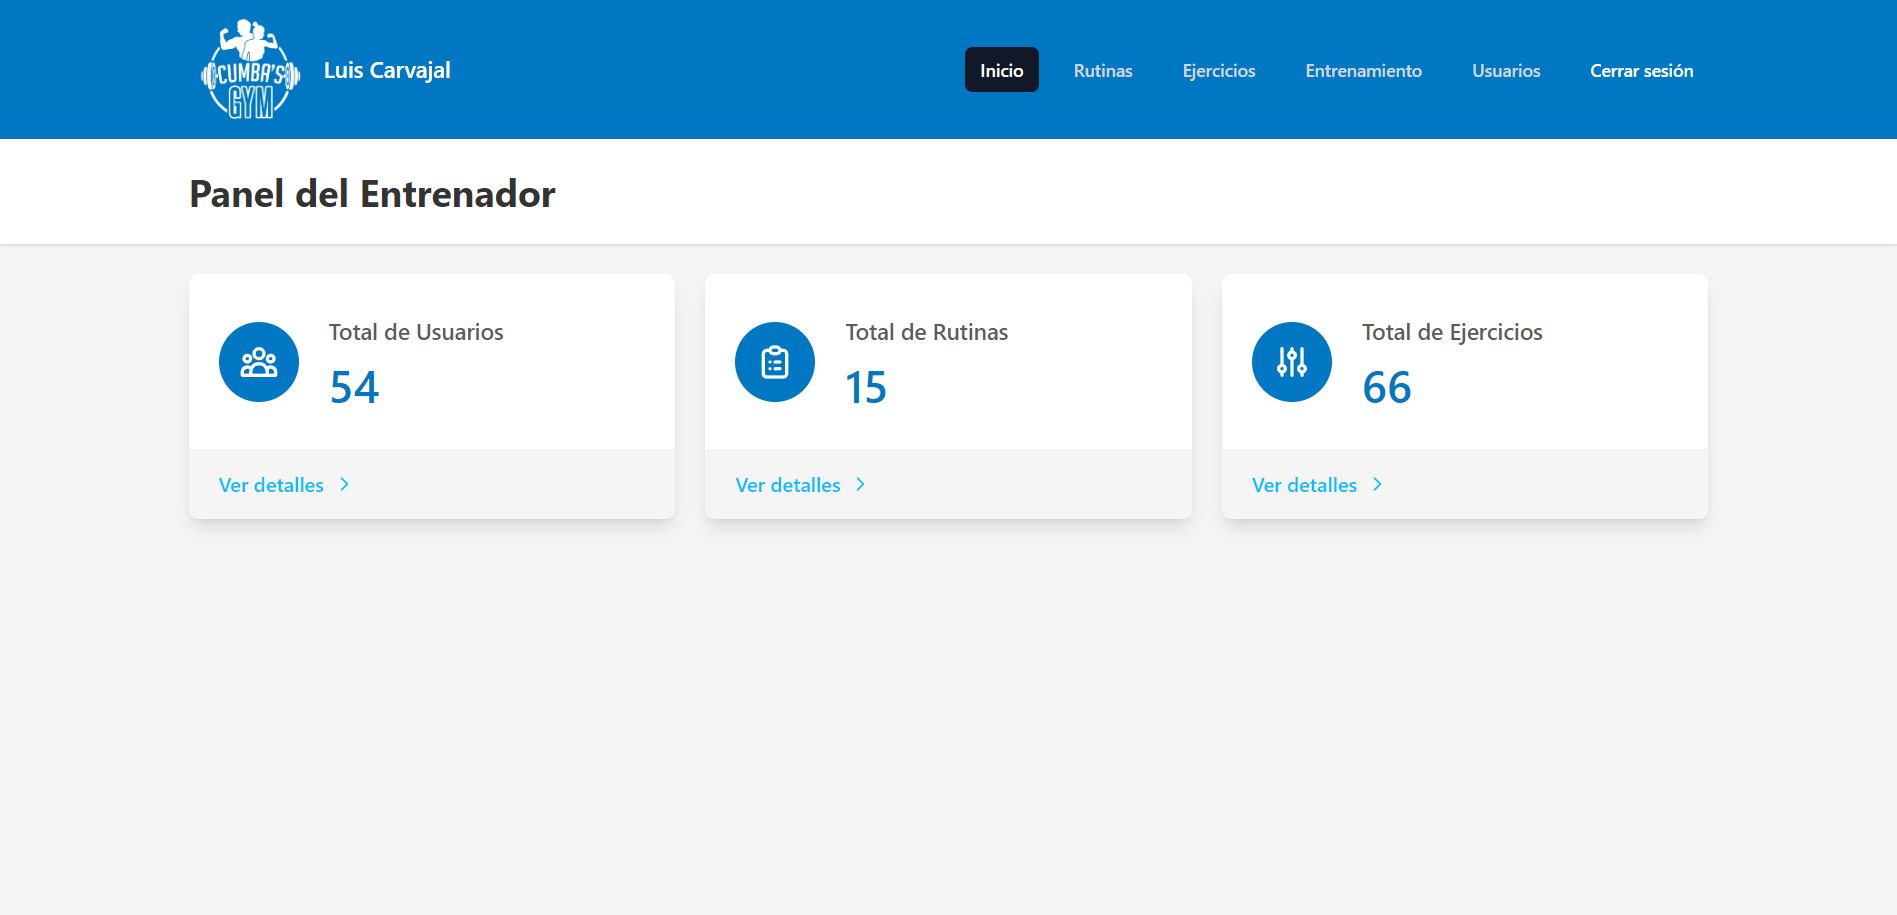 CUMBA'S
GYM
Luis Carvajal
Inicio
Rutinas
Ejercicios
Entrenamiento
Usuarios
Cerrar sesión
Panel del Entrenador
Total de Usuarios
54
Ver detalles
Total de Rutinas
15
Ver detalles
Total de Ejercicios
66
Ver detalles